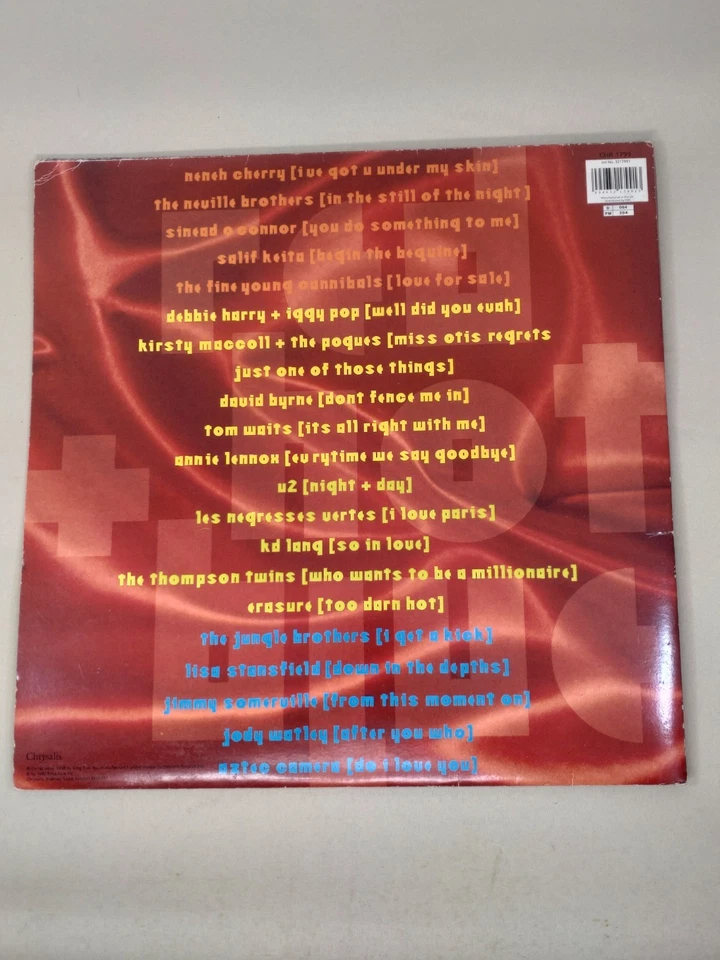 CHR 1799
neneh cherry [ive got u under my skin]
the neville brothers [in the still of the night]
sinead o connor [you do something to me]
salif keita [begin the beguine]
the fine young cannibals [love for sale]
debbie harry + iggy pop [well did you evah]
kirsty maccoll + the pogues [miss otis regrets
just one of those things]
david byrne [dont fence me in]
tom waits [its all right with me]
annie lennox [ev rytime we say goodbye]
u2 [night + day]
les negresses vertes [i love paris]
kd lang [so in love]
the thompson twins [who wants to be a millionaire]
erasure [too darn hot]
the jungle brothers [i get a kick]
lisa stansfield [down in the depths]
jimmy somerville [from this moment on]
jody watley [after you who]
aztec camera [do i love you]
red
hot
+ blue
Chrysalis